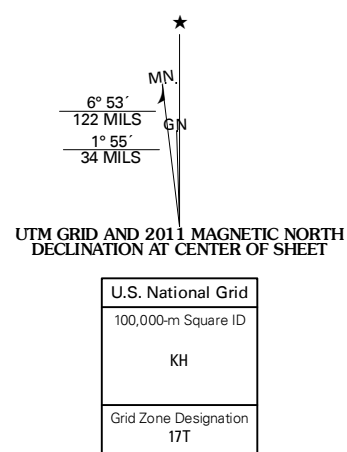 ★
MN.
6° 53´
122 MILS
GN
1° 55´
34 MILS
UTM GRID AND 2011 MAGNETIC NORTH
DECLINATION AT CENTER OF SHEET
U.S. National Grid
100,000-m Square ID
KH
Grid Zone Designation
17T